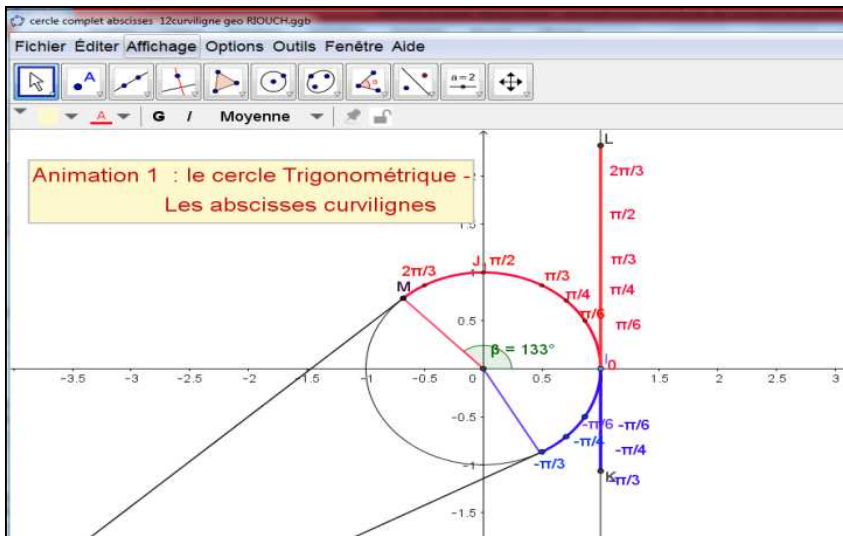 cercle complet abscisses 12curviligne geo RIOUCH.ggb
Fichier Éditer Affichage Options Outils Fenêtre Aide
A
a=2
A G I Moyenne
L
Animation 1 : le cercle Trigonométrique -
Les abscisses curvilignes
2π/3
π/2
1.5
2π/3 J π/2 π/3 π/3
M π/4 π/4
0.5 π/6 π/6
β = 133°
I 0
-3.5 -3 -2.5 -2 -1.5 -1 -0.5 0 0.5 1 1.5 2 2.5 3
-0.5 -π/6 -π/6
-π/4 -π/4
-1 -π/3 K -π/3
-1.5